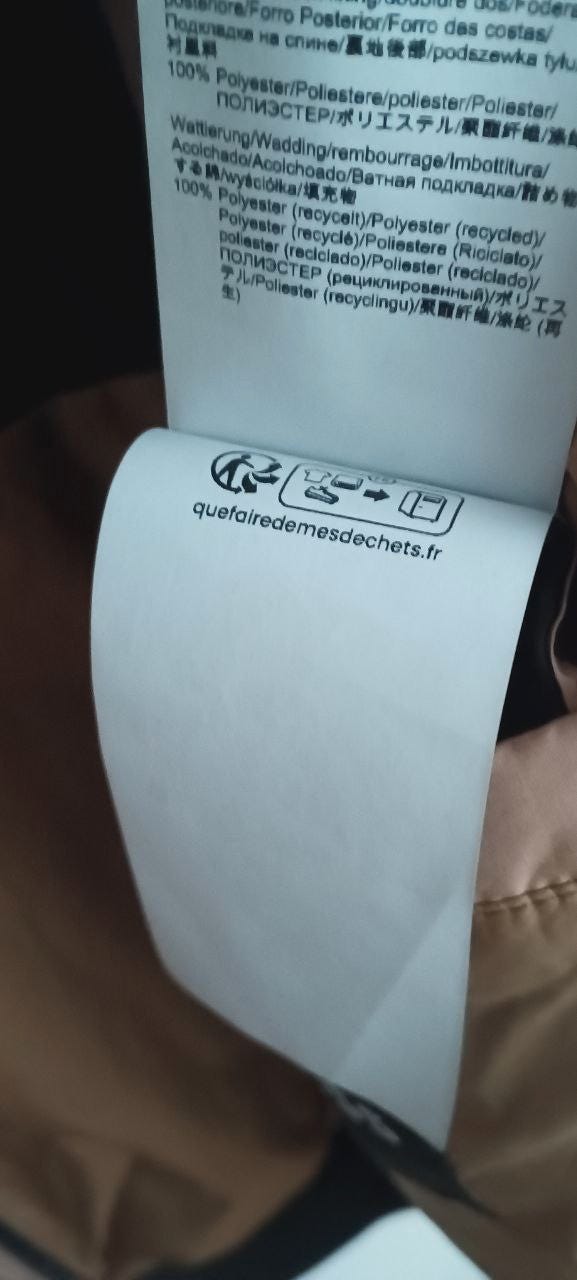 posteriore/Forro Posterior/Forro das costas/
Подкладка на спине/裏地後部/podszewka tyłu/
衬里料
100% Polyester/Poliestere/poliester/Poliester/
ПОЛИЭСТЕР/ポリエステル/聚酯纤维/涤纶
Wattierung/Wadding/rembourrage/Imbottitura/
Acolchado/Acolchoado/Ватная подкладка/詰め物
する綿/wyściółka/填充物
100% Polyester (recycelt)/Polyester (recycled)/
Polyester (recyclé)/Poliestere (Riciclato)/
poliester (reciclado)/Poliester (reciclado)/
ПОЛИЭСТЕР (рециклированный)/ポリエス
テル/Poliester (recyclingu)/聚酯纤维/涤纶 (再
生)
quefairedemesdechets.fr